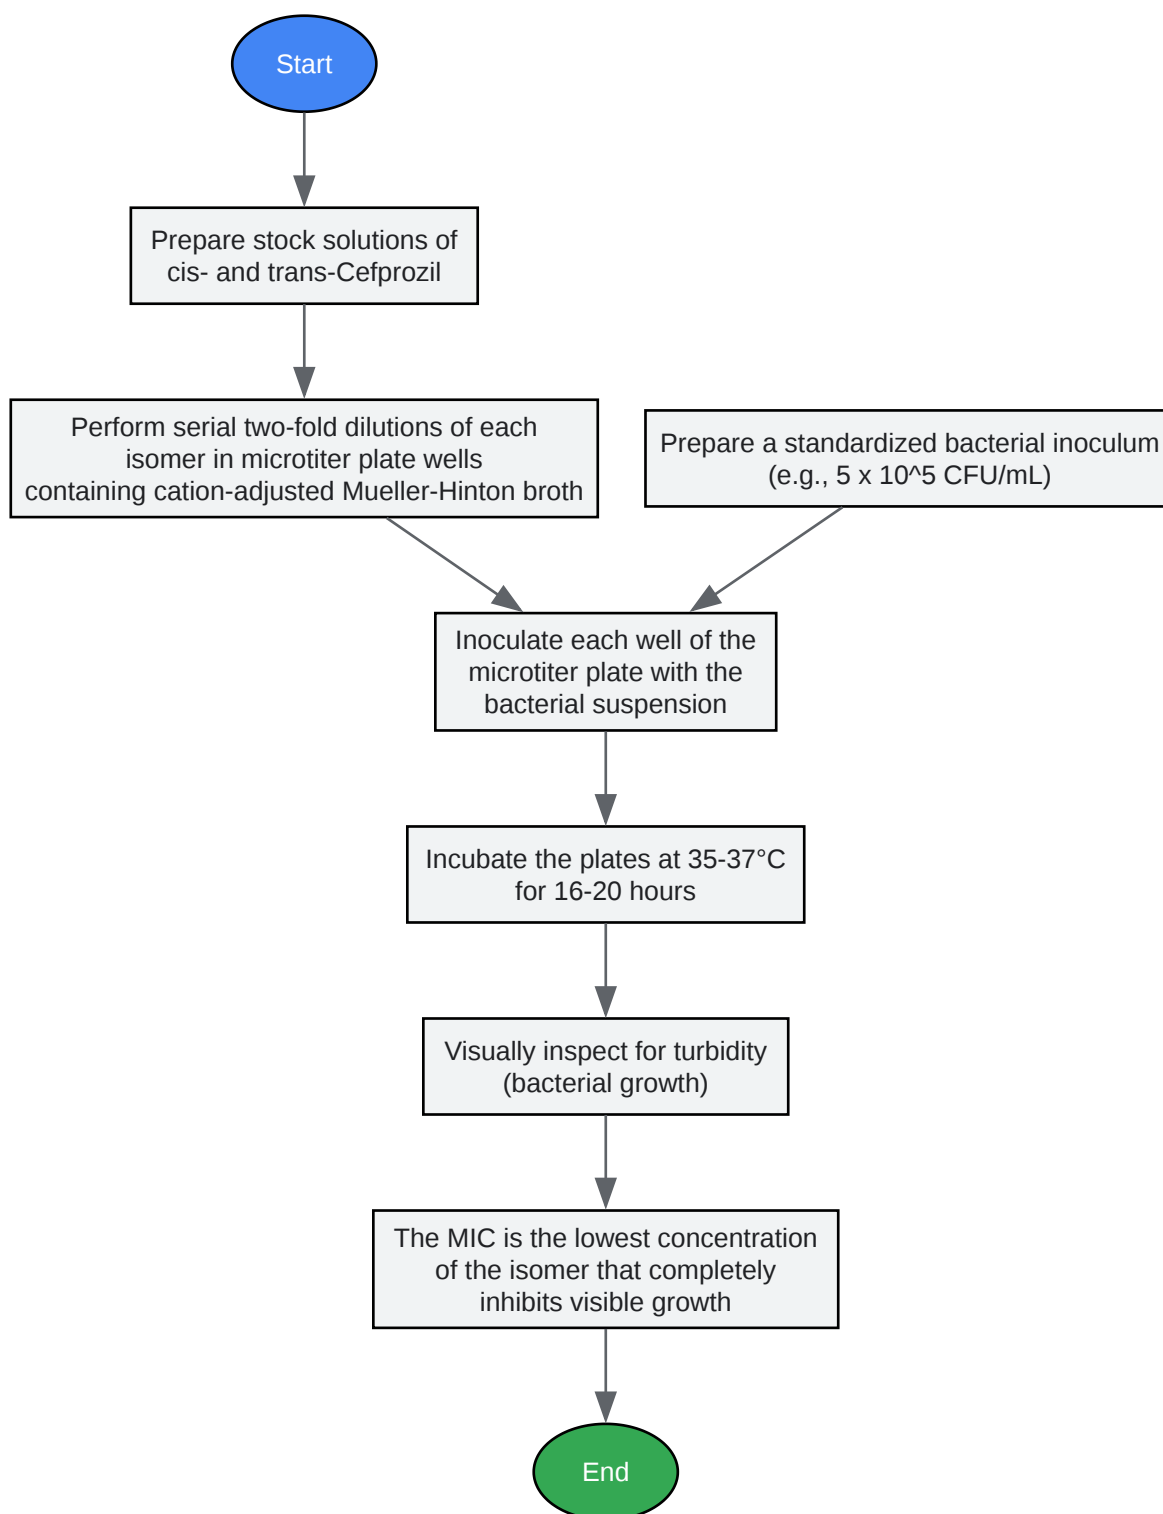 Start
Prepare stock solutions of
cis- and trans-Cefprozil
Perform serial two-fold dilutions of each
isomer in microtiter plate wells
containing cation-adjusted Mueller-Hinton broth
Prepare a standardized bacterial inoculum
(e.g., 5 x 10^5 CFU/mL)
Inoculate each well of the
microtiter plate with the
bacterial suspension
Incubate the plates at 35-37°C
for 16-20 hours
Visually inspect for turbidity
(bacterial growth)
The MIC is the lowest concentration
of the isomer that completely
inhibits visible growth
End